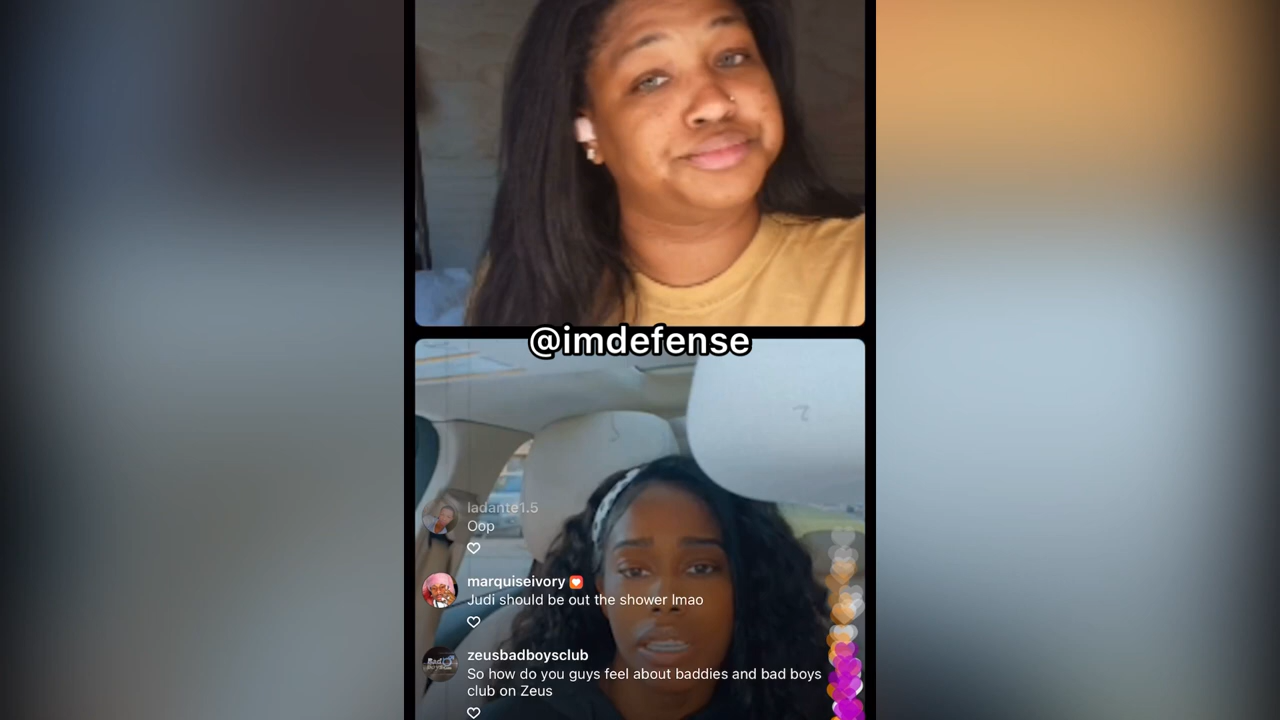 @imdefense
ladante1.5
Oop
marquiseivory
Judi should be out the shower lmao
zeusbadboysclub
So how do you guys feel about baddies and bad boys
club on Zeus